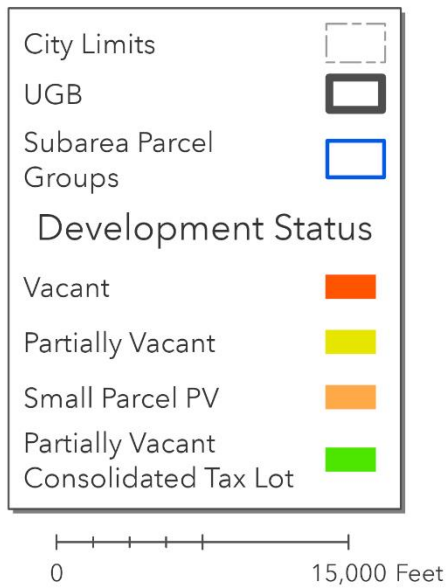 City Limits
UGB
Subarea Parcel
Groups
Development Status
Vacant
Partially Vacant
Small Parcel PV
Partially Vacant
Consolidated Tax Lot
0 15,000 Feet